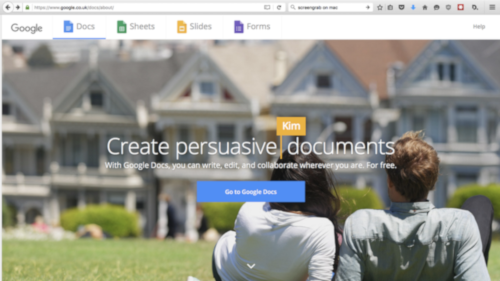 https://www.google.co.uk/docs/about/
screengrab on mac
Google Docs Sheets Slides Forms Help
Kim
Create persuasive documents
With Google Docs, you can write, edit, and collaborate wherever you are. For free.
Go to Google Docs